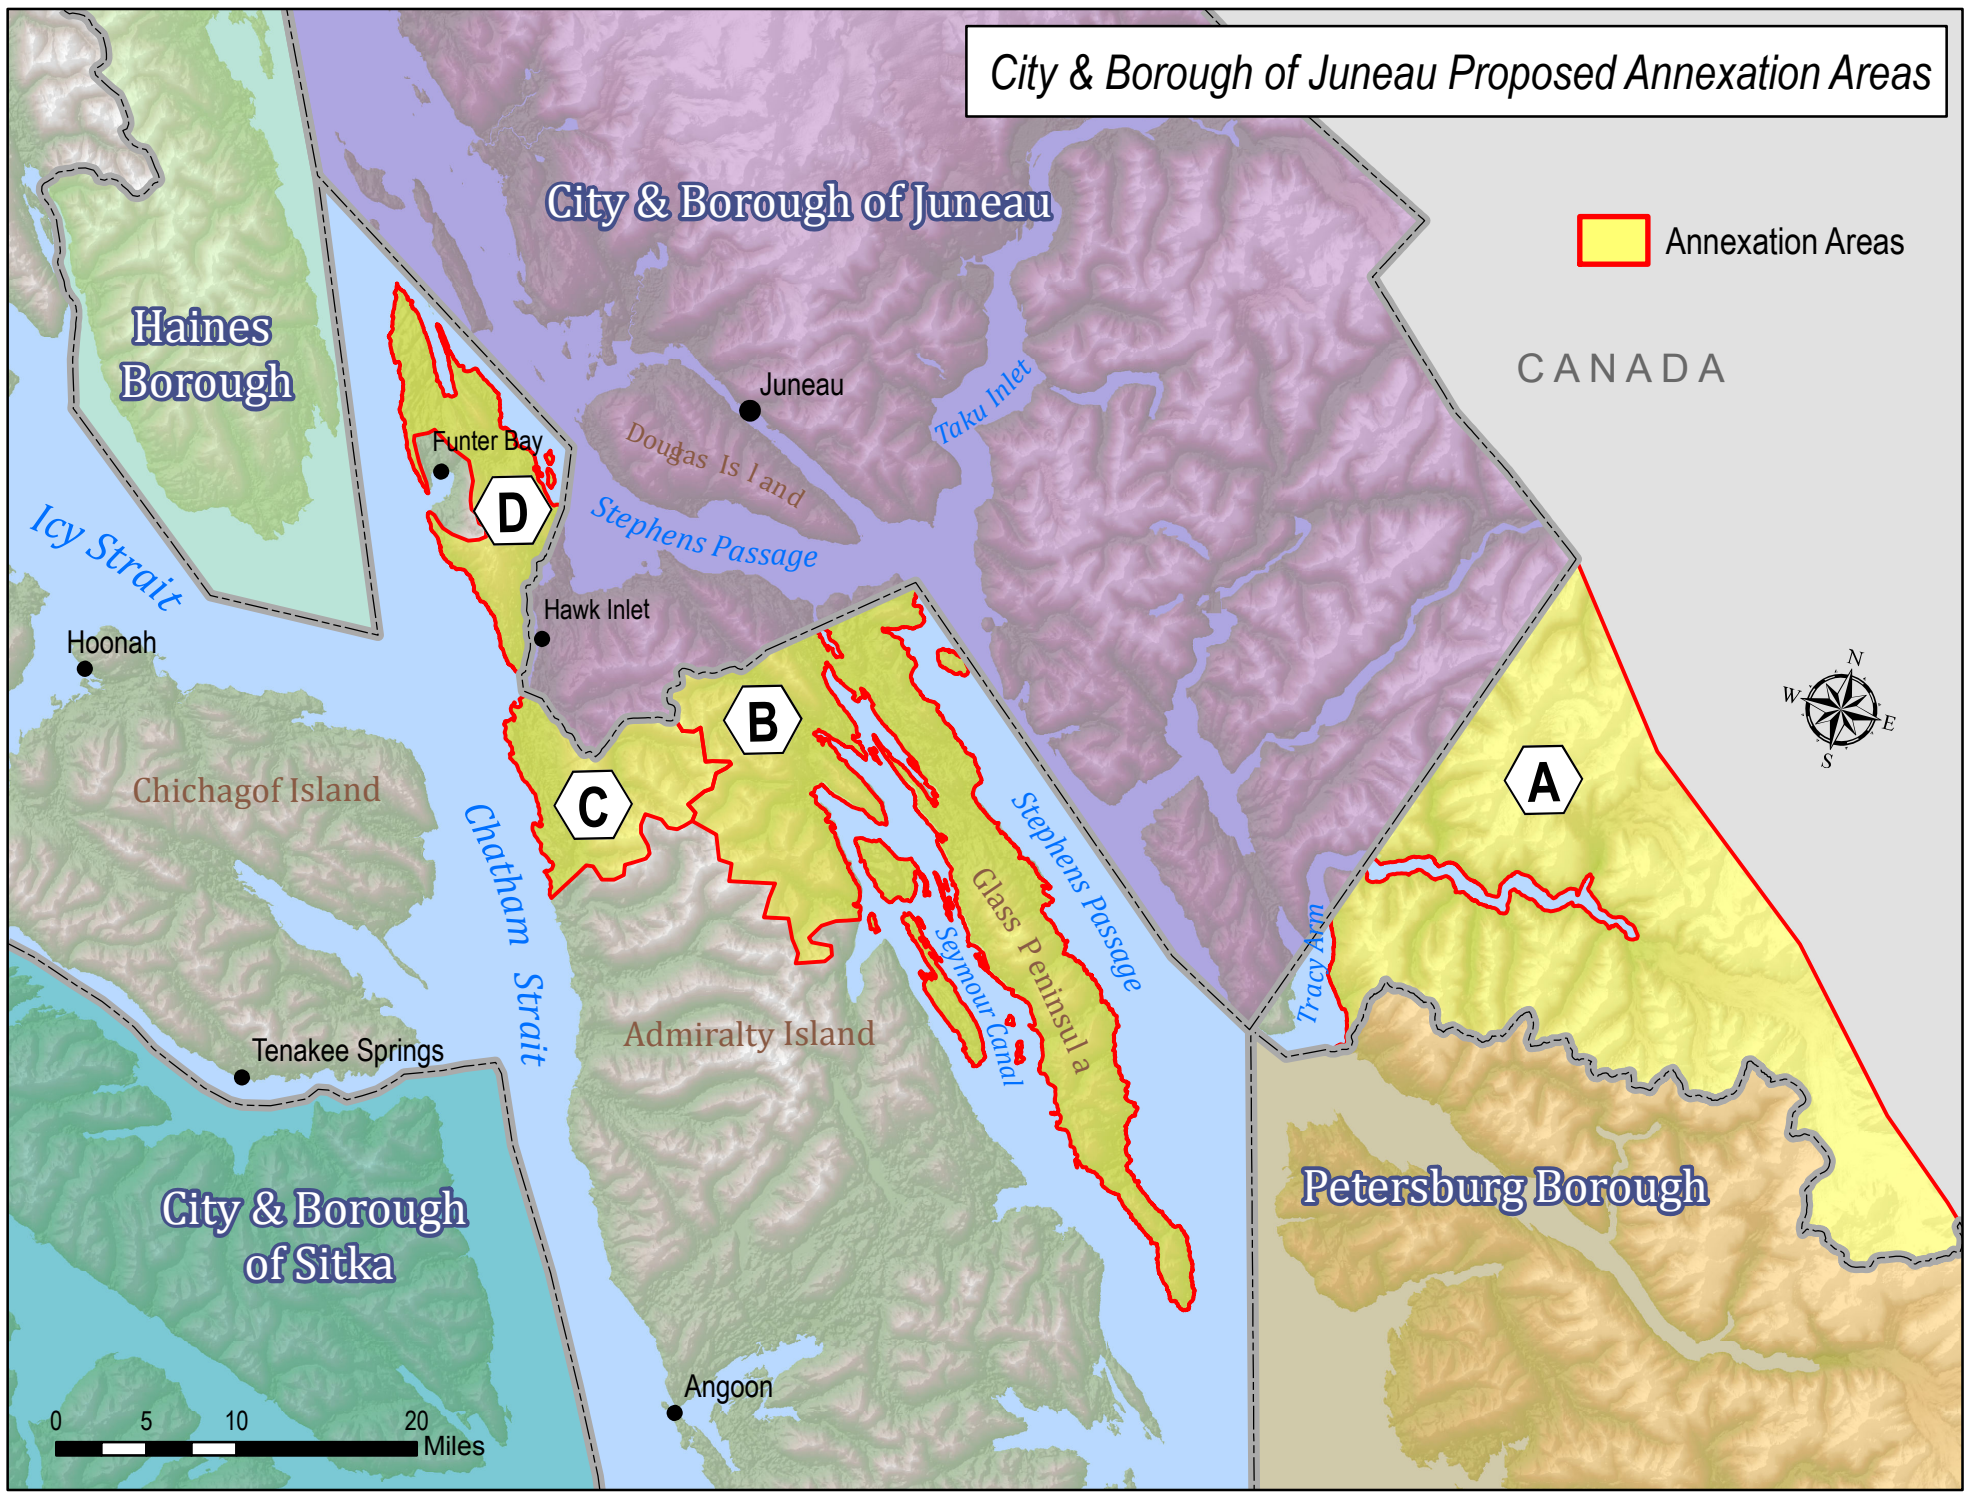 City & Borough of Juneau Proposed Annexation Areas
City & Borough of Juneau
Annexation Areas
Haines
Borough
CANADA
Juneau
Taku Inlet
Dougas Island
Funter Bay
D
Stephens Passage
Icy Strait
Hawk Inlet
Hoonah
N
W
E
S
B
A
C
Chichagof Island
Chatham Strait
Stephens Passage
Glass Peninsula
Seymour Canal
Tracy Arm
Admiralty Island
Tenakee Springs
Petersburg Borough
City & Borough
of Sitka
Angoon
0 5 10 20
Miles